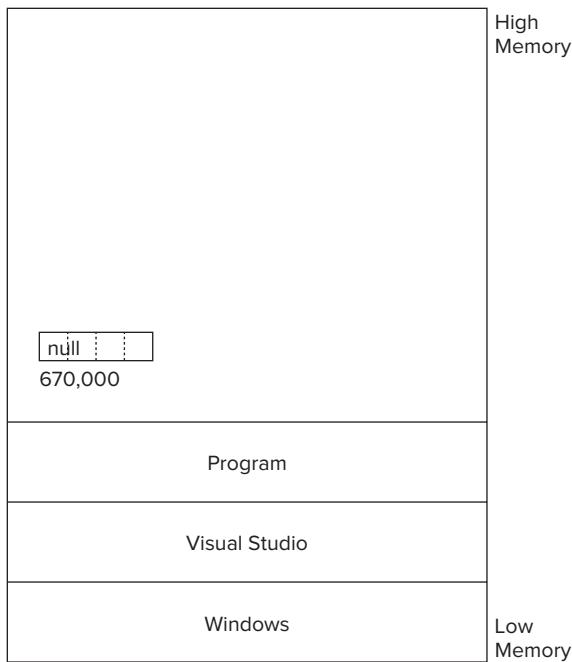 High
Memory
null
670,000
Program
Visual Studio
Windows
Low
Memory